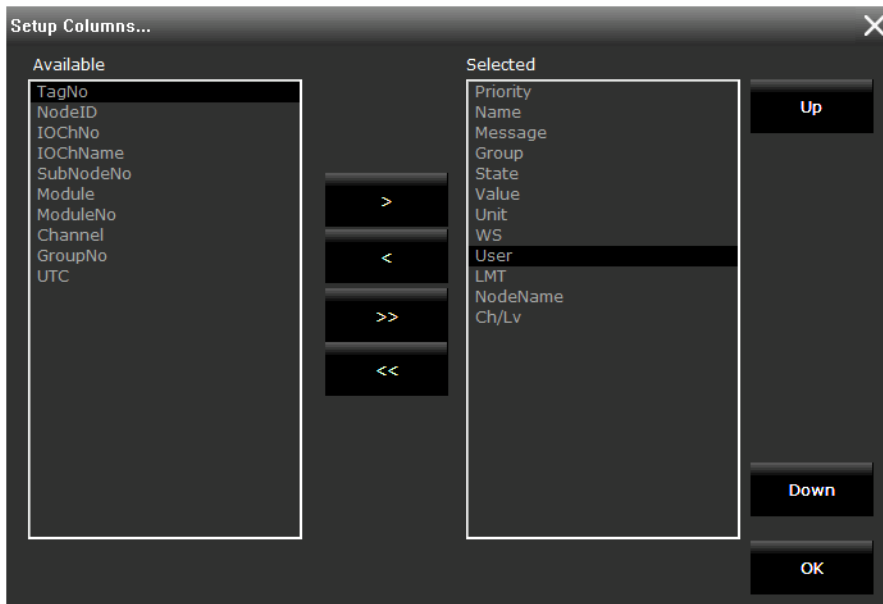 Setup Columns...
Available
TagNo
NodeID
IOChNo
IOChName
SubNodeNo
Module
ModuleNo
Channel
GroupNo
UTC
>
<
>>
<<
Selected
Priority
Name
Message
Group
State
Value
Unit
WS
User
LMT
NodeName
Ch/Lv
Up
Down
OK